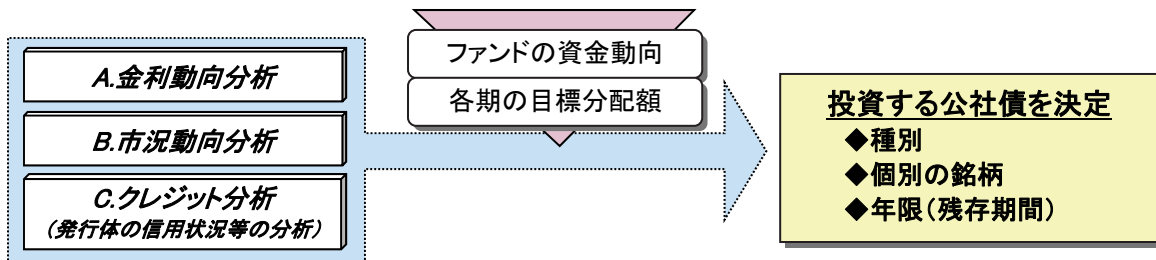 A.金利動向分析
B.市況動向分析
C.クレジット分析
(発行体の信用状況等の分析)
ファンドの資金動向
各期の目標分配額
投資する公社債を決定
◆種別
◆個別の銘柄
◆年限(残存期間)